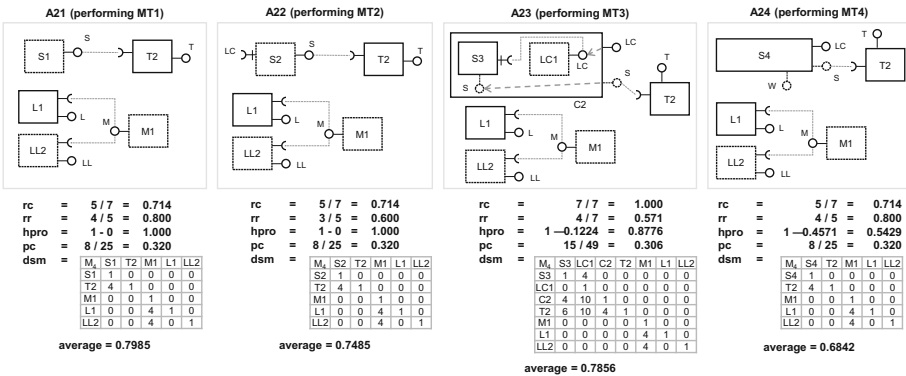 A21 (performing MT1)
S
T
S1
T2
L1
L
M
M1
LL2
LL
rc = 5 / 7 = 0.714
rr = 4 / 5 = 0.800
hpro = 1 - 0 = 1.000
pc = 8 / 25 = 0.320
dsm =
M4 S1 T2 M1 L1 LL2
S1 1 0 0 0 0
T2 4 1 0 0 0
M1 0 0 1 0 0
L1 0 0 4 1 0
LL2 0 0 4 0 1
average = 0.7985
A22 (performing MT2)
LC
S
T
S2
T2
L1
L
M
M1
LL2
LL
rc = 5 / 7 = 0.714
rr = 3 / 5 = 0.600
hpro = 1 - 0 = 1.000
pc = 8 / 25 = 0.320
dsm =
M4 S2 T2 M1 L1 LL2
S2 1 0 0 0 0
T2 4 1 0 0 0
M1 0 0 1 0 0
L1 0 0 4 1 0
LL2 0 0 4 0 1
average = 0.7485
A23 (performing MT3)
LC
S3
LC1
LC
T
S
S
C2
T2
L1
L
M
M1
LL2
LL
rc = 7 / 7 = 1.000
rr = 4 / 7 = 0.571
hpro = 1 —0.1224 = 0.8776
pc = 15 / 49 = 0.306
dsm =
M4 S3 LC1 C2 T2 M1 L1 LL2
S3 1 4 0 0 0 0 0
LC1 0 1 0 0 0 0 0
C2 4 10 1 0 0 0 0
T2 6 10 4 1 0 0 0
M1 0 0 0 0 1 0 0
L1 0 0 0 0 4 1 0
LL2 0 0 0 0 4 0 1
average = 0.7856
A24 (performing MT4)
T
LC
S4
T2
S
W
L1
L
M
M1
LL2
LL
rc = 5 / 7 = 0.714
rr = 4 / 5 = 0.800
hpro = 1 —0.4571 = 0.5429
pc = 8 / 25 = 0.320
dsm =
M4 S4 T2 M1 L1 LL2
S4 1 0 0 0 0
T2 4 1 0 0 0
M1 0 0 1 0 0
L1 0 0 4 1 0
LL2 0 0 4 0 1
average = 0.6842